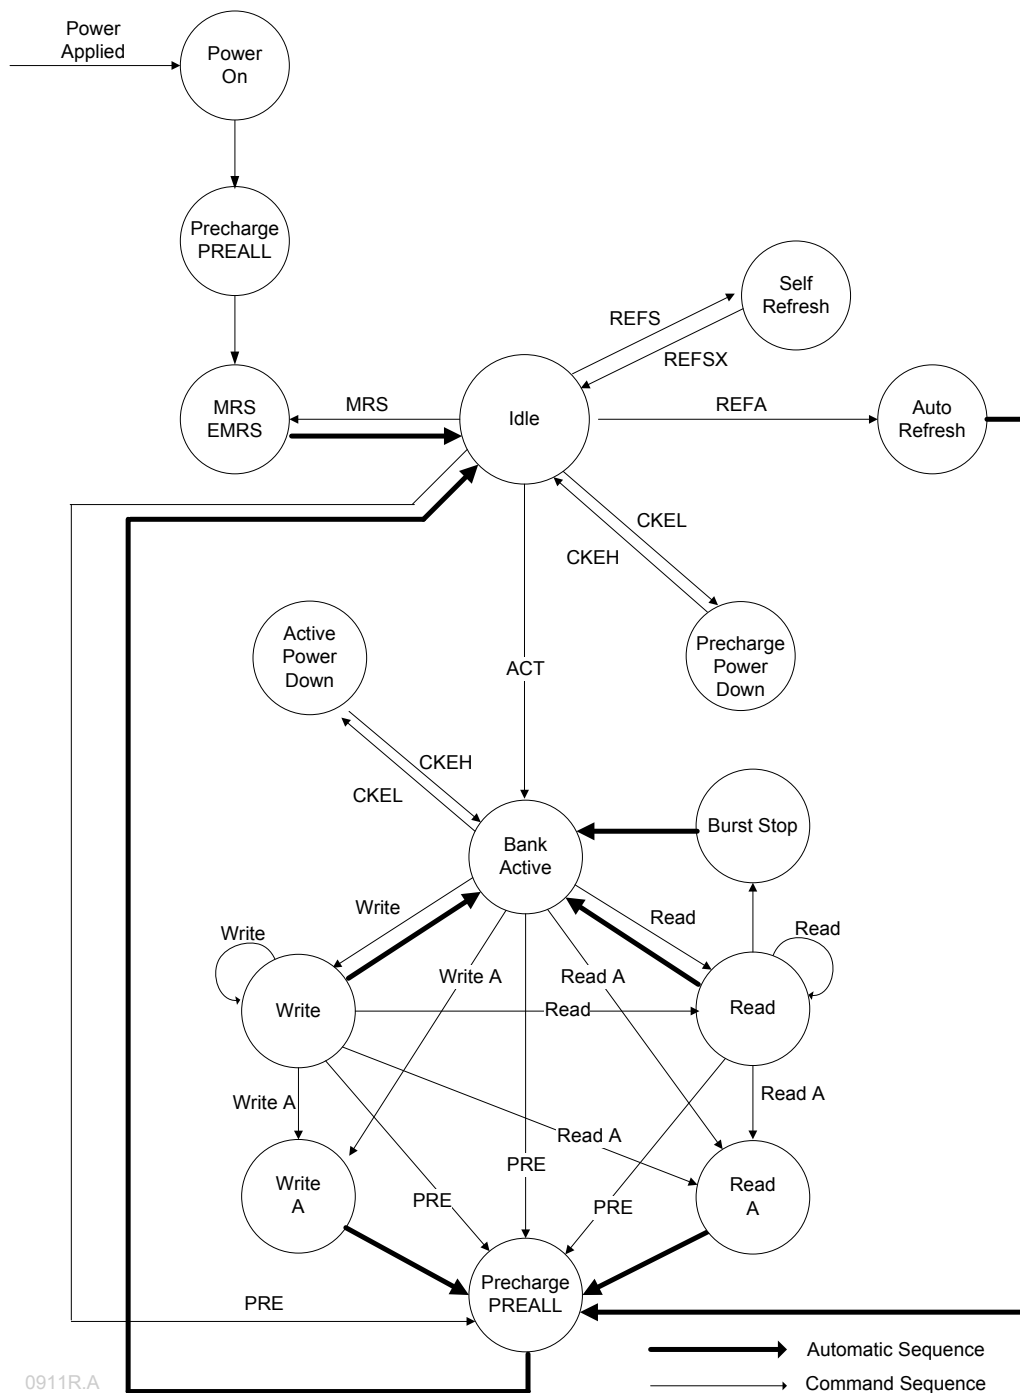 Power
Applied
Power
On
Precharge
PREALL
Self
Refresh
REFS
REFSX
MRS
EMRS
MRS
Idle
REFA
Auto
Refresh
CKEL
CKEH
Active
Power
Down
ACT
Precharge
Power
Down
CKEH
CKEL
Burst Stop
Bank
Active
Write
Read
Write
Read
Write A
Read A
Write
Read
Read
Write A
Read A
Read A
Write
A
PRE
Read
A
PRE
PRE
Precharge
PREALL
PRE
Automatic Sequence
Command Sequence
0911R.A